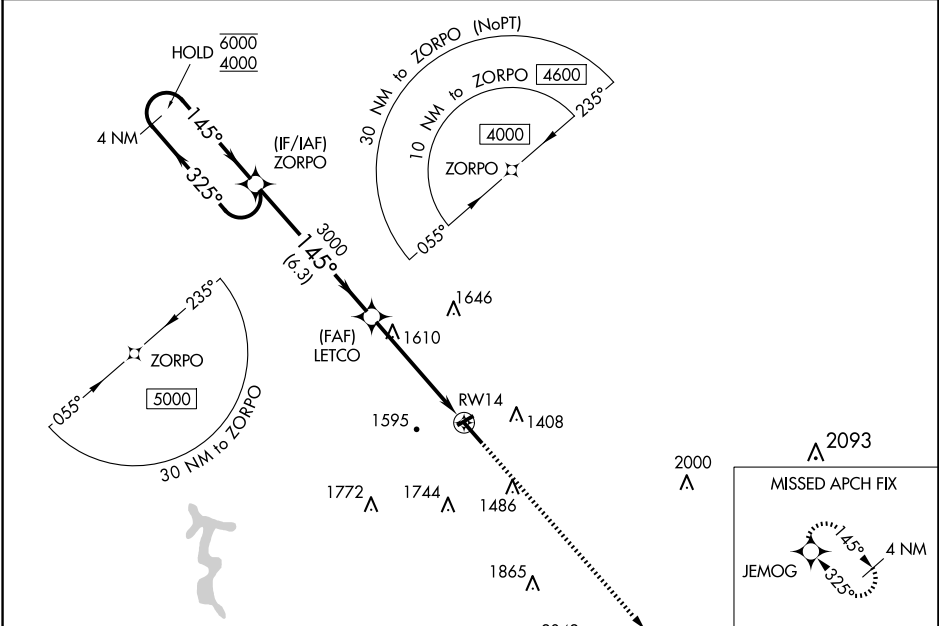 HOLD
6000
4000
4 NM
145°
325°
(IF/IAF)
ZORPO
30 NM to ZORPO (NoPT)
4600
10 NM to ZORPO
4000
ZORPO
235°
055°
3000
145°
(6.3)
(FAF)
LETCO
1646
1610
235°
ZORPO
055°
5000
30 NM to ZORPO
RW14
1595
1408
2093
2000
1772
1744
1486
1865
MISSED APCH FIX
145°
4 NM
JEMOG
325°